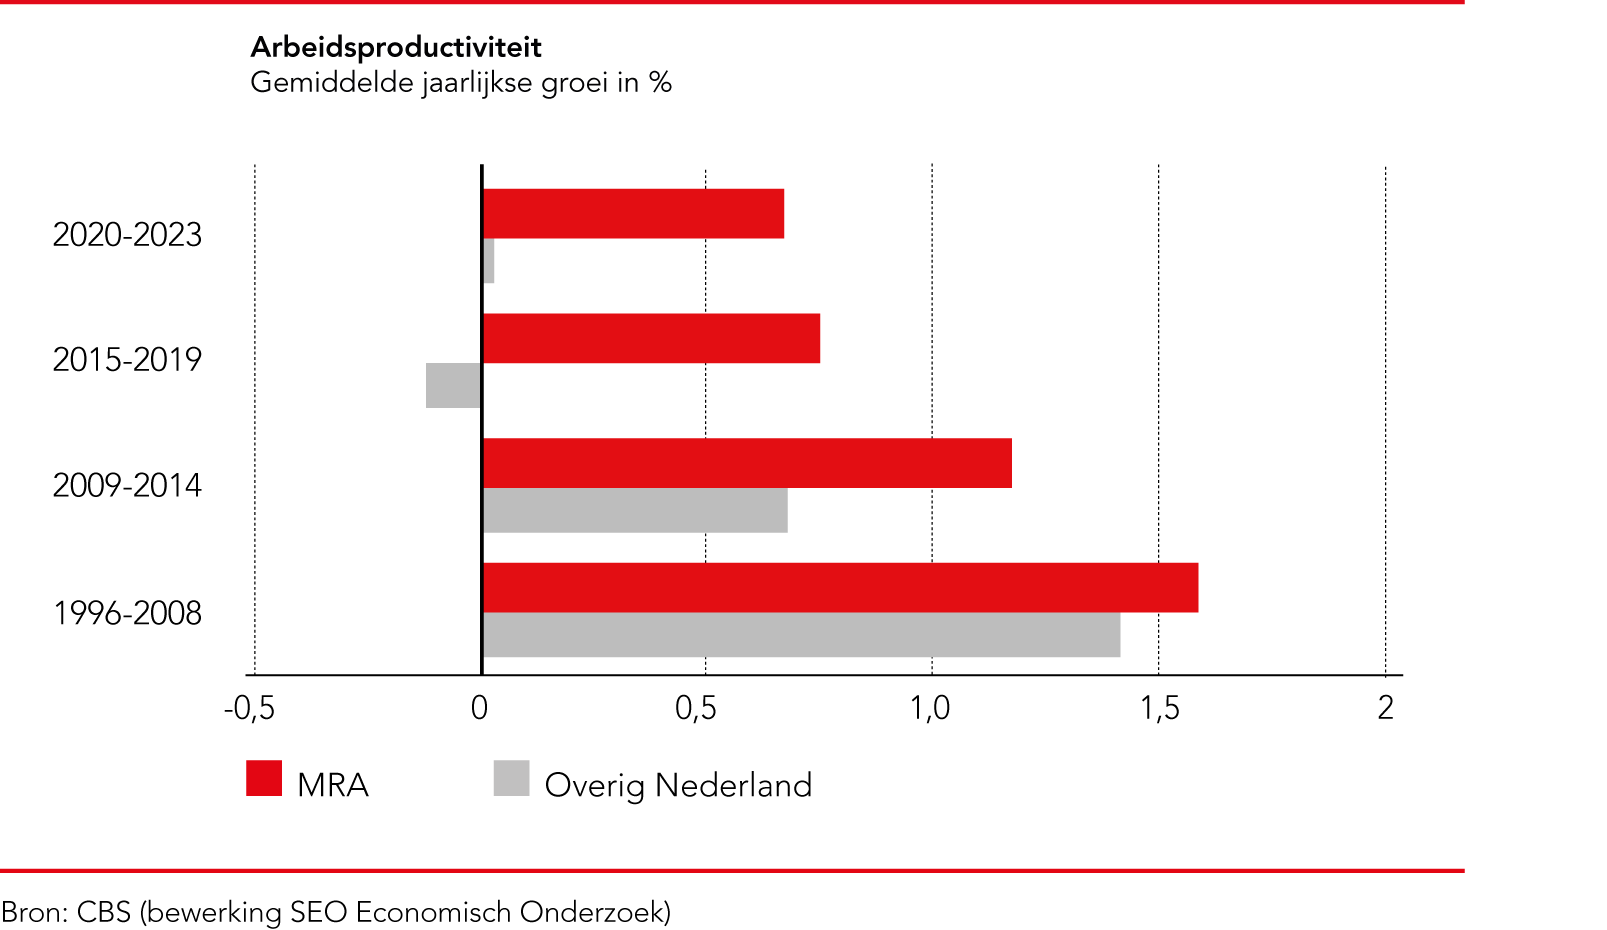 Arbeidsproductiviteit
Gemiddelde jaarlijkse groei in %
2020-2023
2015-2019
2009-2014
1996-2008
-0,5 0 0,5 1,0 1,5 2
MRA Overig Nederland
Bron: CBS (bewerking SEO Economisch Onderzoek)